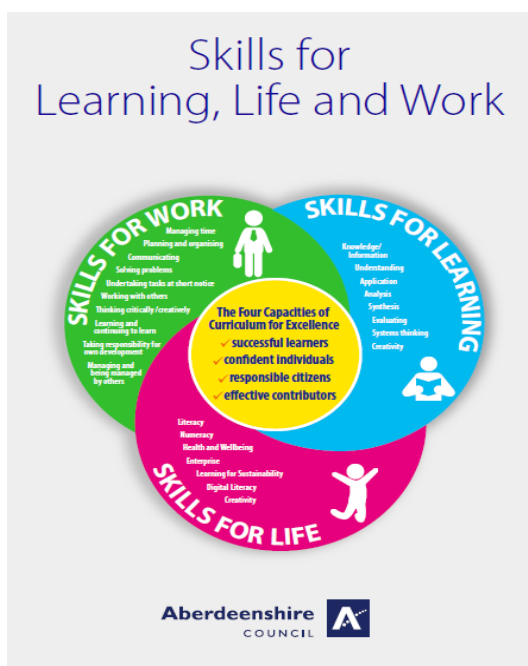 Skills for
Learning, Life and Work
SKILLS FOR WORK
Managing time
Planning and organising
Communicating
Solving problems
Undertaking tasks at short notice
Working with others
Thinking critically /creatively
Learning and
continuing to learn
Taking responsibility for
own development
Managing and
being managed
by others
SKILLS FOR LEARNING
Knowledge/
Information
Understanding
Application
Analysis
Synthesis
Evaluating
Systems thinking
Creativity
The Four Capacities of
Curriculum for Excellence
✓successful learners
✓confident individuals
✓responsible citizens
✓effective contributors
Literacy
Numeracy
Health and Wellbeing
Enterprise
Learning for Sustainability
Digital Literacy
Creativity
SKILLS FOR LIFE
Aberdeenshire
COUNCIL